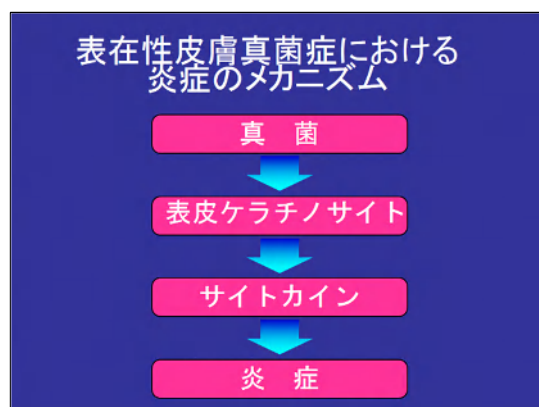 表在性皮膚真菌症における
炎症のメカニズム
真　菌
表皮ケラチノサイト
サイトカイン
炎　症